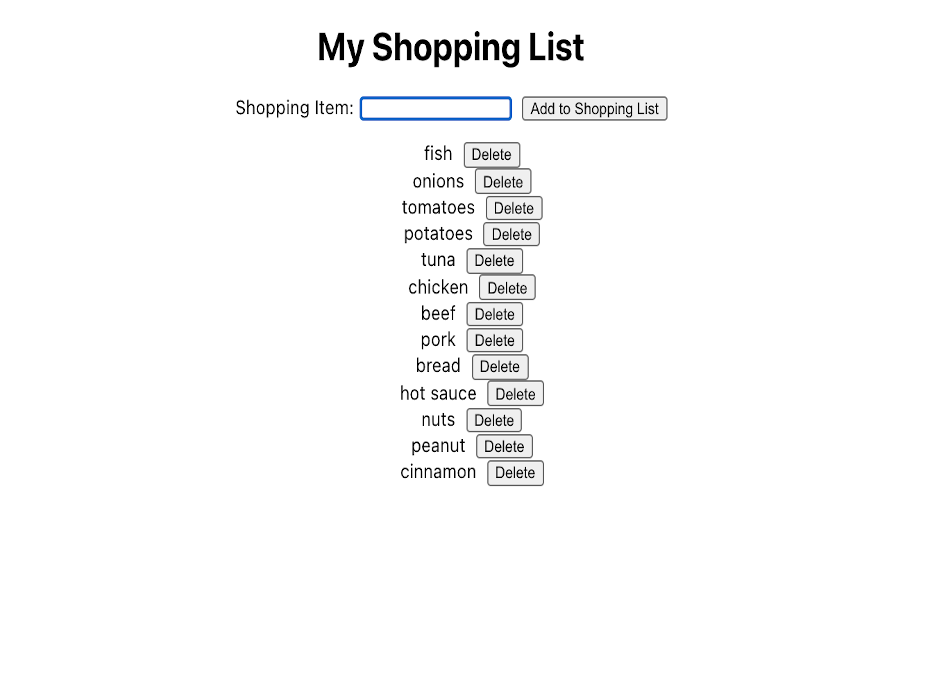 My Shopping List
Shopping Item: Add to Shopping List
fish Delete
onions Delete
tomatoes Delete
potatoes Delete
tuna Delete
chicken Delete
beef Delete
pork Delete
bread Delete
hot sauce Delete
nuts Delete
peanut Delete
cinnamon Delete